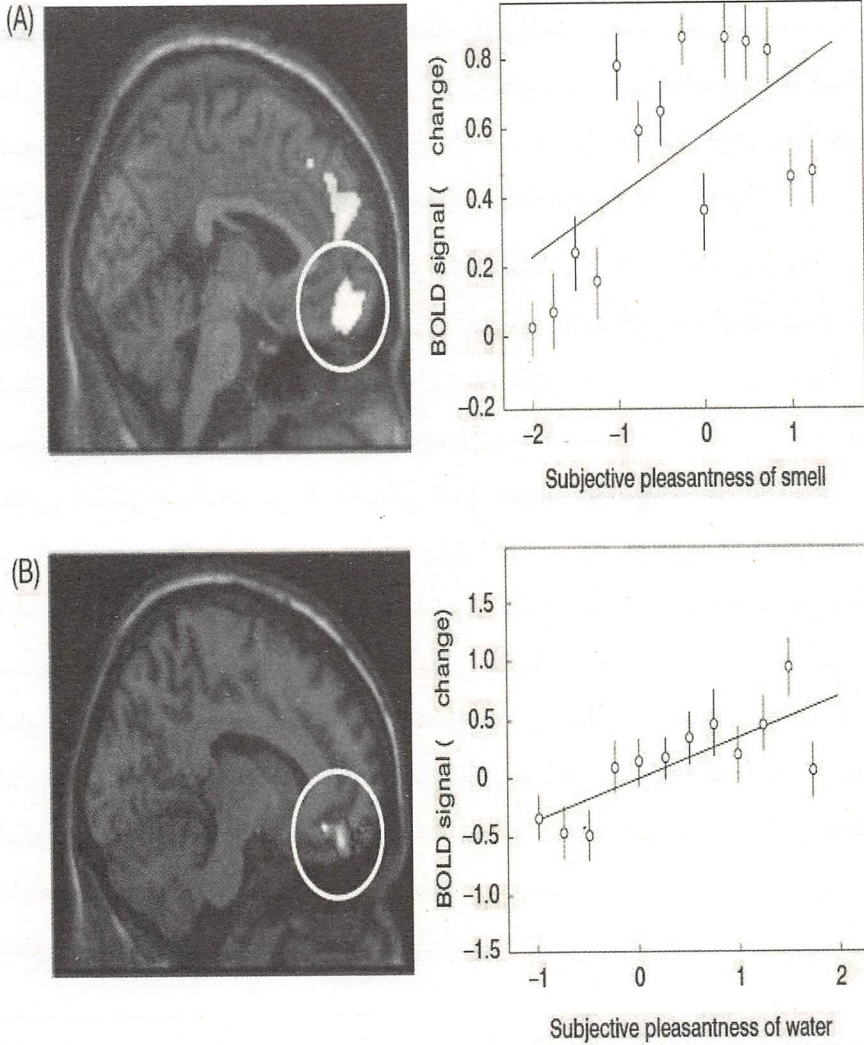 (A)
BOLD signal ( change)
0.8
0.6
0.4
0.2
0
−0.2
−2 −1 0 1
Subjective pleasantness of smell
(B)
BOLD signal ( change)
1.5
1.0
0.5
0
−0.5
−1.0
−1.5
−1 0 1 2
Subjective pleasantness of water